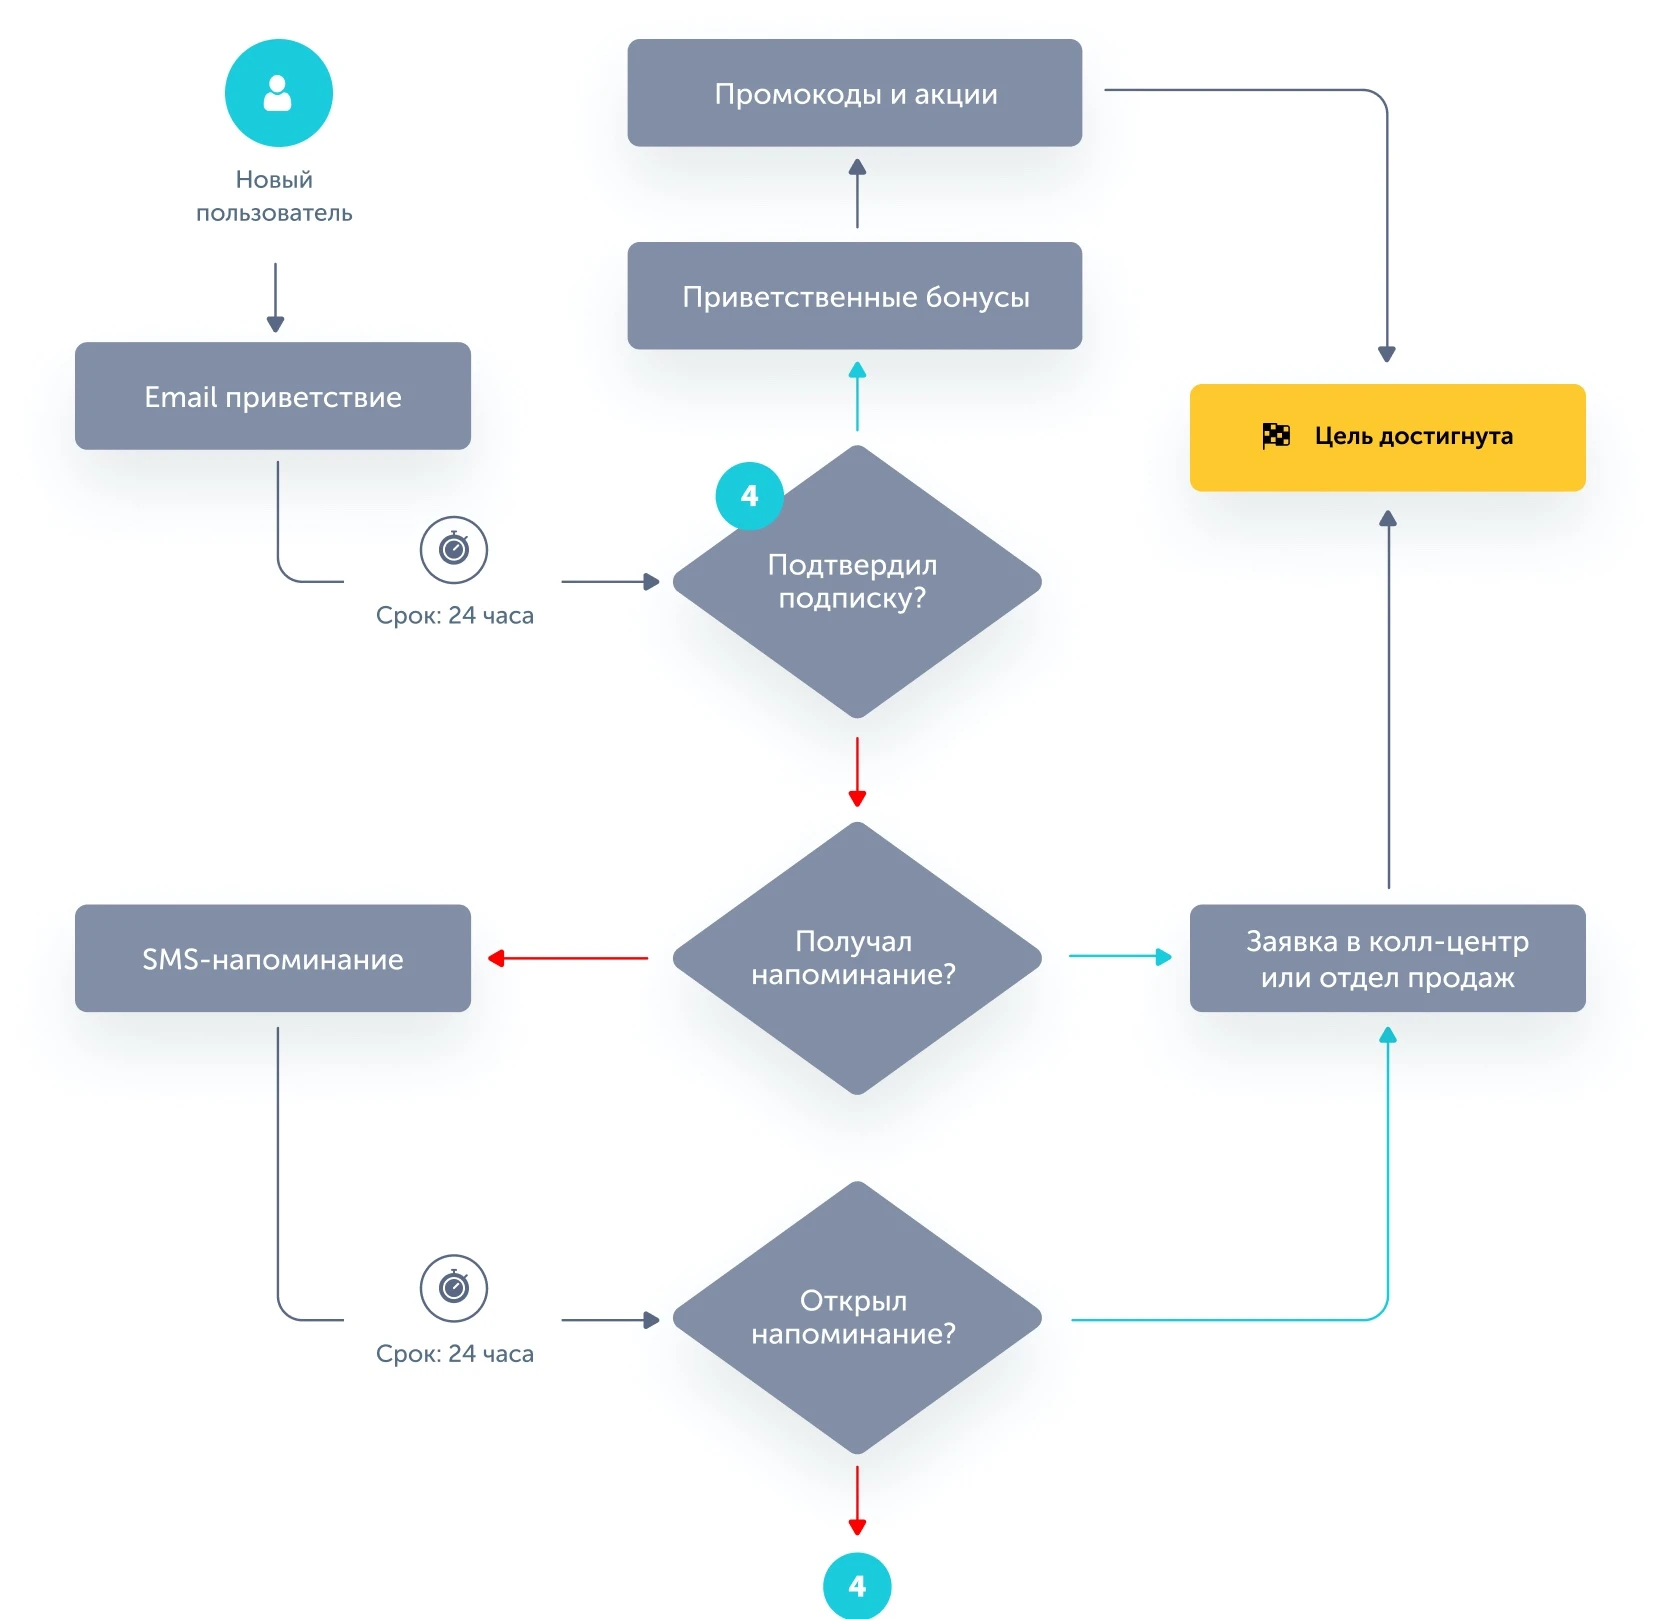 Новый
пользователь
Email приветствие
Срок: 24 часа
Промокоды и акции
Приветственные бонусы
4
Подтвердил
подписку?
Цель достигнута
SMS-напоминание
Получал
напоминание?
Заявка в колл-центр
или отдел продаж
Срок: 24 часа
Открыл
напоминание?
4